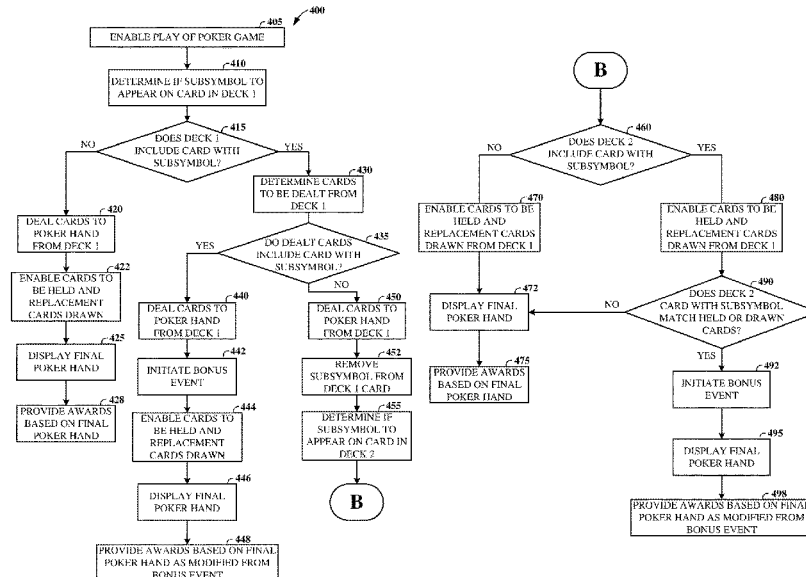 400
405
ENABLE PLAY OF POKER GAME
410
DETERMINE IF SUBSYMBOL TO
APPEAR ON CARD IN DECK 1
415
DOES DECK 1
INCLUDE CARD WITH
SUBSYMBOL?
NO
YES
420
DEAL CARDS TO
POKER HAND
FROM DECK 1
422
ENABLE CARDS TO
BE HELD AND
REPLACEMENT
CARDS DRAWN
425
DISPLAY FINAL
POKER HAND
428
PROVIDE AWARDS
BASED ON FINAL
POKER HAND
430
DETERMINE CARDS
TO BE DEALT FROM
DECK 1
435
DO DEALT CARDS
INCLUDE CARD WITH
SUBSYMBOL?
YES
NO
440
DEAL CARDS TO
POKER HAND
FROM DECK 1
442
INITIATE BONUS
EVENT
444
ENABLE CARDS TO
BE HELD AND
REPLACEMENT
CARDS DRAWN
446
DISPLAY FINAL
POKER HAND
448
PROVIDE AWARDS BASED ON FINAL
POKER HAND AS MODIFIED FROM
BONUS EVENT
450
DEAL CARDS TO
POKER HAND
FROM DECK 1
452
REMOVE
SUBSYMBOL FROM
DECK 1 CARD
455
DETERMINE IF
SUBSYMBOL TO
APPEAR ON CARD IN
DECK 2
B
B
460
DOES DECK 2
INCLUDE CARD WITH
SUBSYMBOL?
NO
YES
470
ENABLE CARDS TO BE
HELD AND
REPLACEMENT CARDS
DRAWN FROM DECK 1
472
DISPLAY FINAL
POKER HAND
475
PROVIDE AWARDS
BASED ON FINAL
POKER HAND
480
ENABLE CARDS TO BE
HELD AND
REPLACEMENT CARDS
DRAWN FROM DECK 1
490
DOES DECK 2
CARD WITH SUBSYMBOL
MATCH HELD OR DRAWN
CARDS?
NO
YES
492
INITIATE BONUS
EVENT
495
DISPLAY FINAL
POKER HAND
498
PROVIDE AWARDS BASED ON FINAL
POKER HAND AS MODIFIED FROM
BONUS EVENT